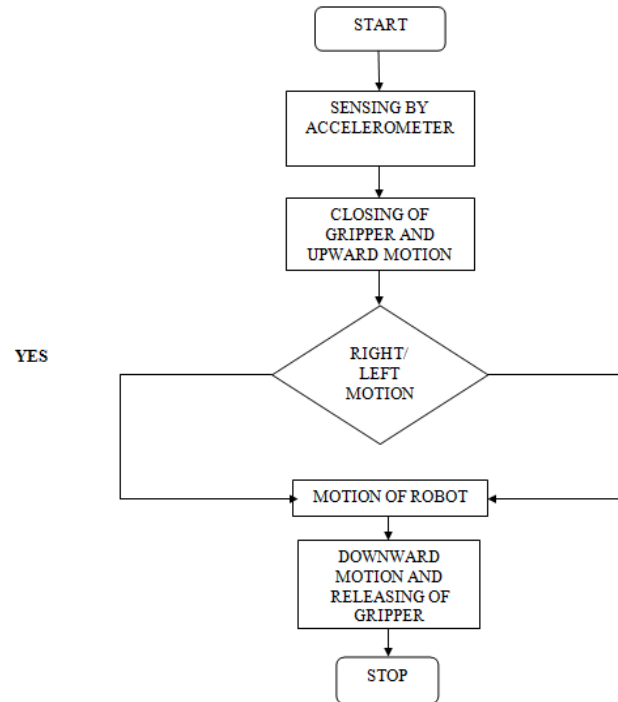 START
SENSING BY
ACCELEROMETER
CLOSING OF
GRIPPER AND
UPWARD MOTION
YES
RIGHT/
LEFT
MOTION
MOTION OF ROBOT
DOWNWARD
MOTION AND
RELEASING OF
GRIPPER
STOP